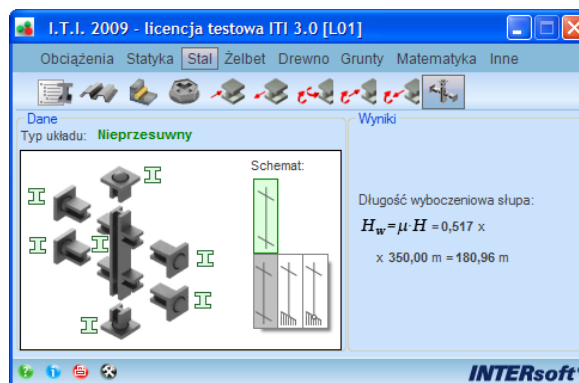 I.T.I. 2009 - licencja testowa ITI 3.0 [L01]
Obciążenia Statyka Stal Żelbet Drewno Grunty Matematyka Inne
Dane
Typ układu: Nieprzesuwny
Schemat:
Wyniki
Długość wyboczeniowa słupa:
H_w=μ·H = 0,517 x
x 350,00 m = 180,96 m
INTERsoft